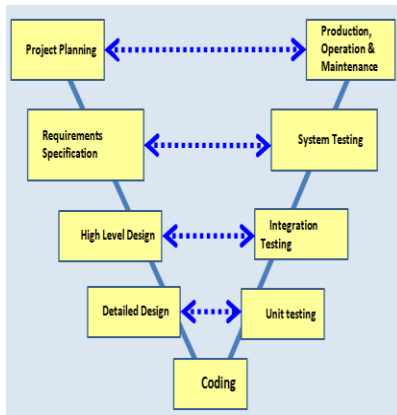 Project Planning
Production,
Operation &
Maintenance
Requirements
Specification
System Testing
High Level Design
Integration
Testing
Detailed Design
Unit testing
Coding